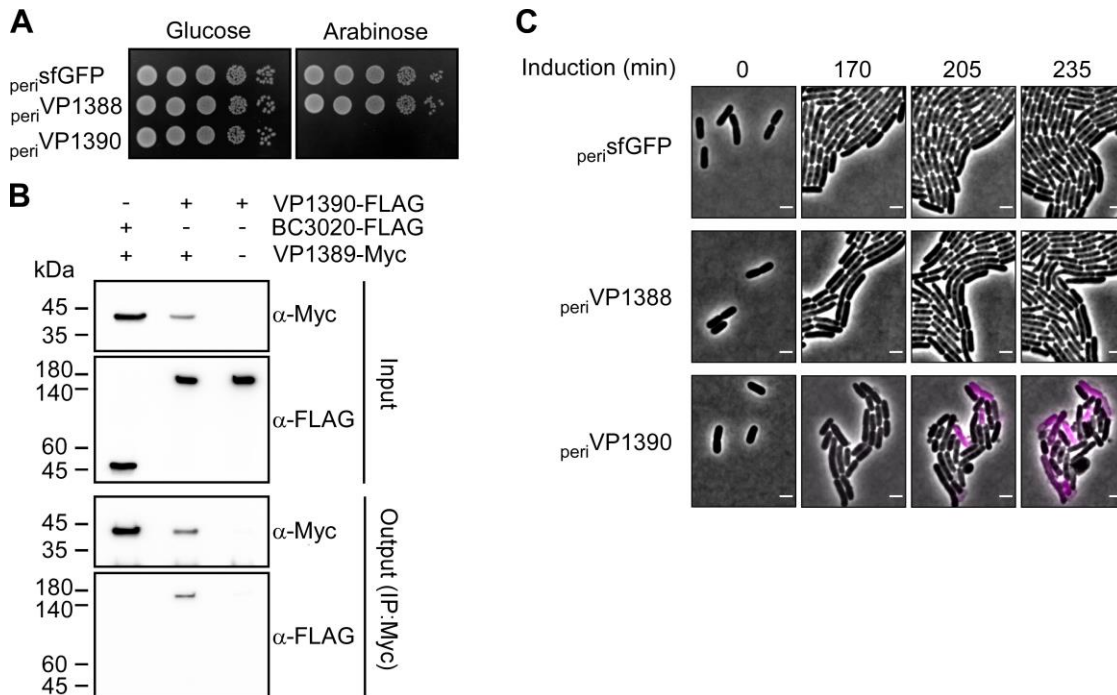 A
Glucose Arabinose
perisfGFP
periVP1388
periVP1390
B
- + + VP1390-FLAG
+ - - BC3020-FLAG
+ + - VP1389-Myc
kDa
45
35
α-Myc
180
140
60
45
α-FLAG
Input
45
35
α-Myc
180
140
60
45
α-FLAG
Output (IP:Myc)
C
Induction (min) 0 170 205 235
perisfGFP
periVP1388
periVP1390